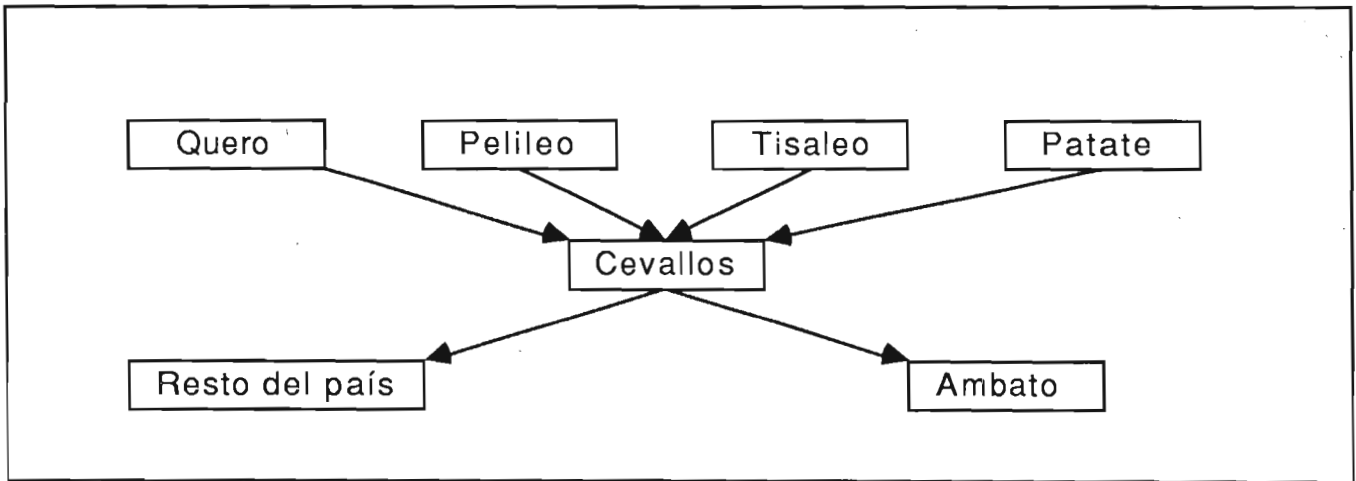 Quero
Pelileo
Tisaleo
Patate
Cevallos
Resto del país
Ambato